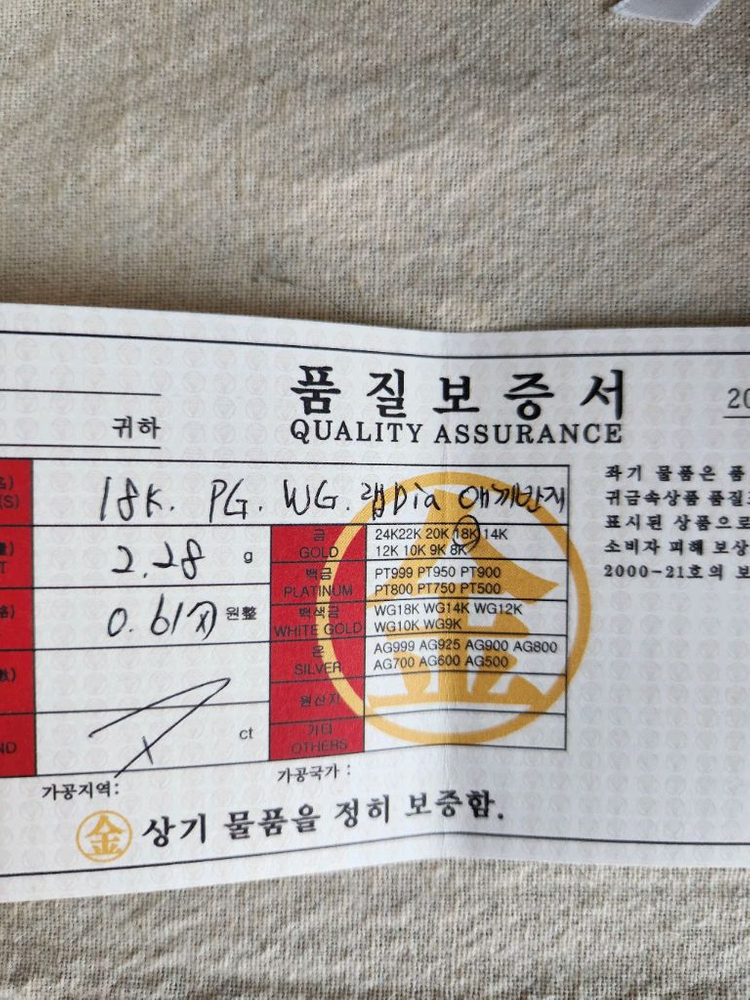 품질보증서
QUALITY ASSURANCE
20
귀하
18K. PG. WG. 랩Dia 애끼반지
2.28 g
0.61 원整
ct
금
GOLD
24K22K 20K 18K 14K
12K 10K 9K 8K
백금
PLATINUM
PT999 PT950 PT900
PT800 PT750 PT500
백색금
WHITE GOLD
WG18K WG14K WG12K
WG10K WG9K
은
SILVER
AG999 AG925 AG900 AG800
AG700 AG600 AG500
원산지
기타
OTHERS
金
가공지역:
가공국가 :
金 상기 물품을 정히 보증함.
좌기 물품은 품
귀금속상품 품질
표시된 상품으로
소비자 피해 보상
2000-21호의 보